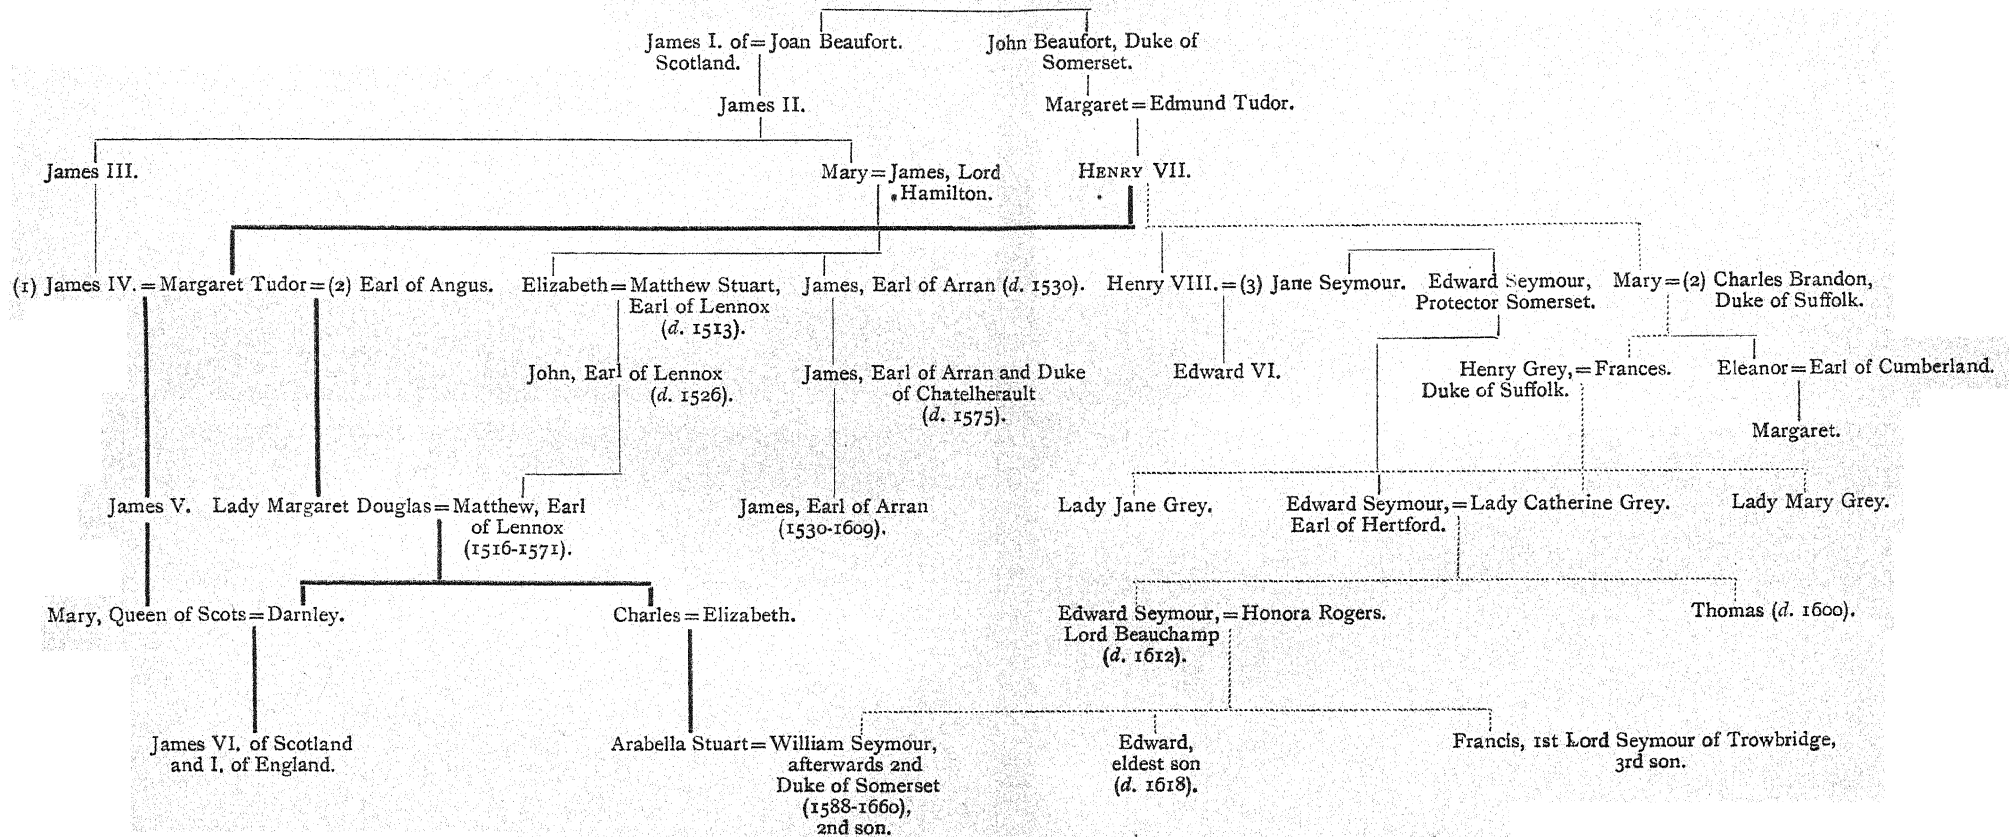 James I. of = Joan Beaufort. John Beaufort, Duke of
Scotland. Somerset.
James II. Margaret = Edmund Tudor.
James III. Mary = James, Lord HENRY VII.
Hamilton.
(1) James IV. = Margaret Tudor = (2) Earl of Angus. Elizabeth = Matthew Stuart, James, Earl of Arran (d. 1530). Henry VIII. = (3) Jane Seymour. Edward Seymour, Mary = (2) Charles Brandon,
Earl of Lennox Protector Somerset. Duke of Suffolk.
(d. 1513).
John, Earl of Lennox James, Earl of Arran and Duke Edward VI. Henry Grey, = Frances. Eleanor = Earl of Cumberland.
(d. 1526). of Chatelherault Duke of Suffolk.
(d. 1575).
Margaret.
James V. Lady Margaret Douglas = Matthew, Earl James, Earl of Arran Lady Jane Grey. Edward Seymour, = Lady Catherine Grey. Lady Mary Grey.
of Lennox (1530-1609). Earl of Hertford.
(1516-1571).
Mary, Queen of Scots = Darnley. Charles = Elizabeth. Edward Seymour, = Honora Rogers. Thomas (d. 1600).
Lord Beauchamp
(d. 1612).
James VI. of Scotland Arabella Stuart = William Seymour, Edward, Francis, 1st Lord Seymour of Trowbridge,
and I. of England. afterwards 2nd eldest son 3rd son.
Duke of Somerset (d. 1618).
(1588-1660),
2nd son.